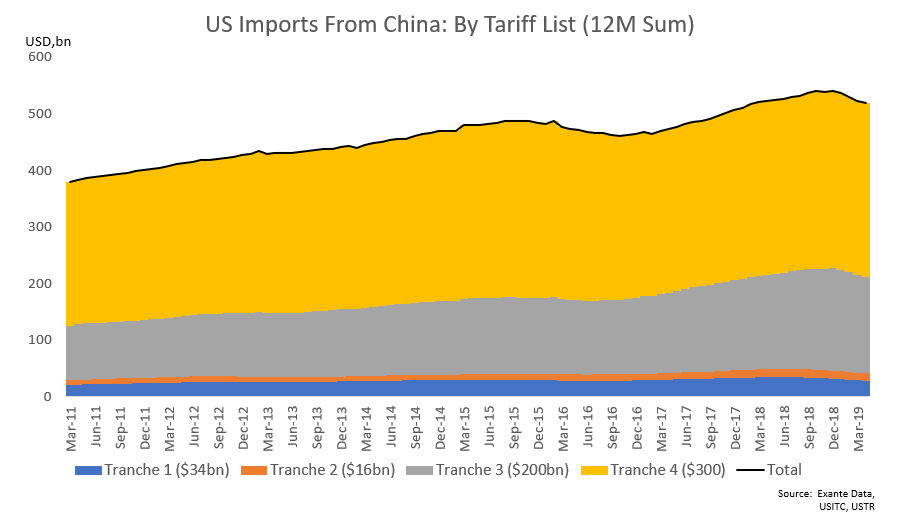 US Imports From China: By Tariff List (12M Sum)
USD,bn
600
500
400
300
200
100
0
Mar-11
Jun-11
Sep-11
Dec-11
Mar-12
Jun-12
Sep-12
Dec-12
Mar-13
Jun-13
Sep-13
Dec-13
Mar-14
Jun-14
Sep-14
Dec-14
Mar-15
Jun-15
Sep-15
Dec-15
Mar-16
Jun-16
Sep-16
Dec-16
Mar-17
Jun-17
Sep-17
Dec-17
Mar-18
Jun-18
Sep-18
Dec-18
Mar-19
Tranche 1 ($34bn)
Tranche 2 ($16bn)
Tranche 3 ($200bn)
Tranche 4 ($300)
Total
Source: Exante Data,
USITC, USTR